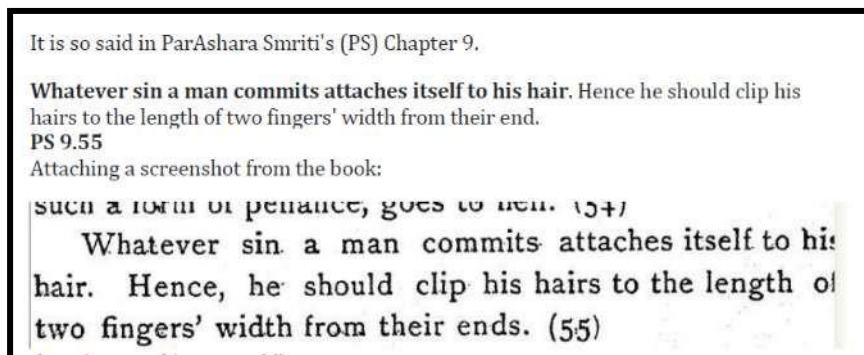 It is so said in ParAshara Smriti's (PS) Chapter 9.
Whatever sin a man commits attaches itself to his hair. Hence he should clip his
hairs to the length of two fingers' width from their end.
PS 9.55
Attaching a screenshot from the book:
such a form of penance, goes to hell. (54)
Whatever sin a man commits attaches itself to his
hair. Hence, he should clip his hairs to the length of
two fingers' width from their ends. (55)